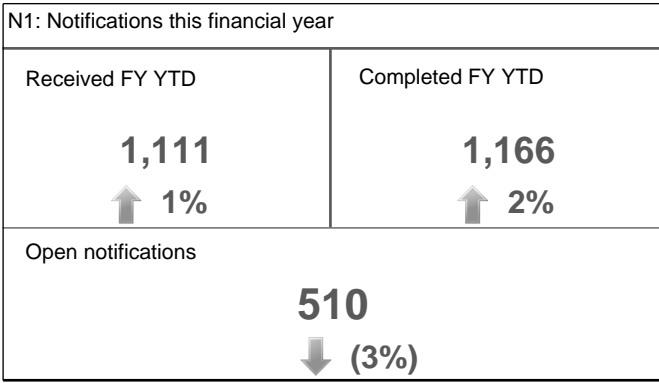 N1: Notifications this financial year
Received FY YTD
1,111
1%
Completed FY YTD
1,166
2%
Open notifications
510
(3%)